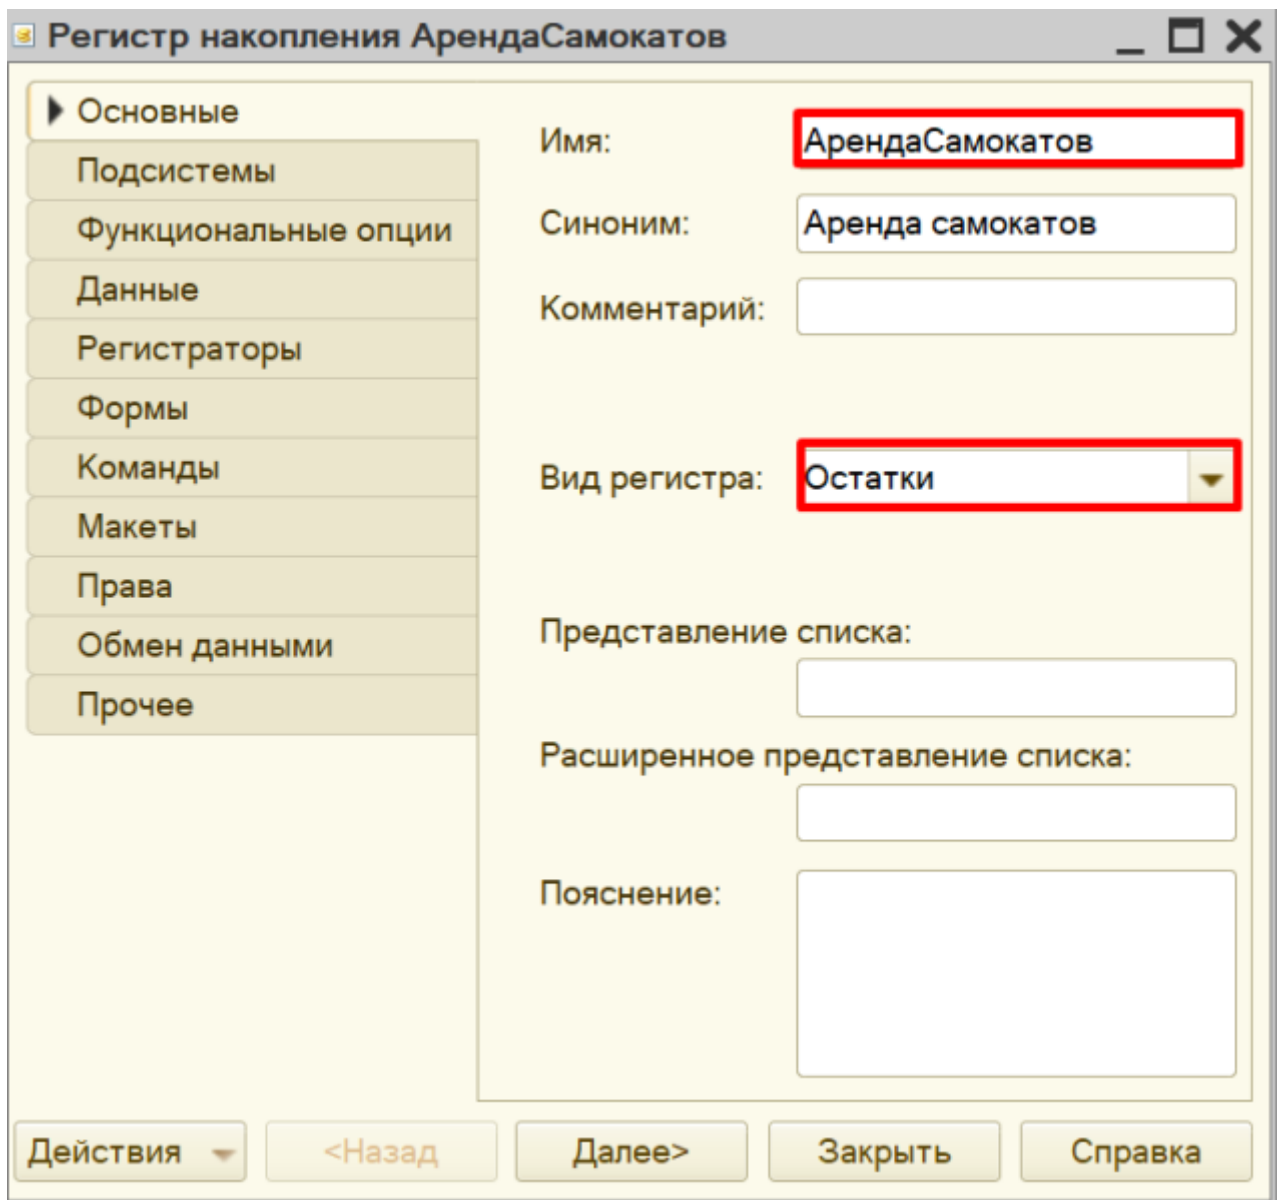 Регистр накопления АрендаСамокатов
Основные
Подсистемы
Функциональные опции
Данные
Регистраторы
Формы
Команды
Макеты
Права
Обмен данными
Прочее
Имя: АрендаСамокатов
Синоним: Аренда самокатов
Комментарий:
Вид регистра: Остатки
Представление списка:
Расширенное представление списка:
Пояснение:
Действия <Назад Далее> Закрыть Справка